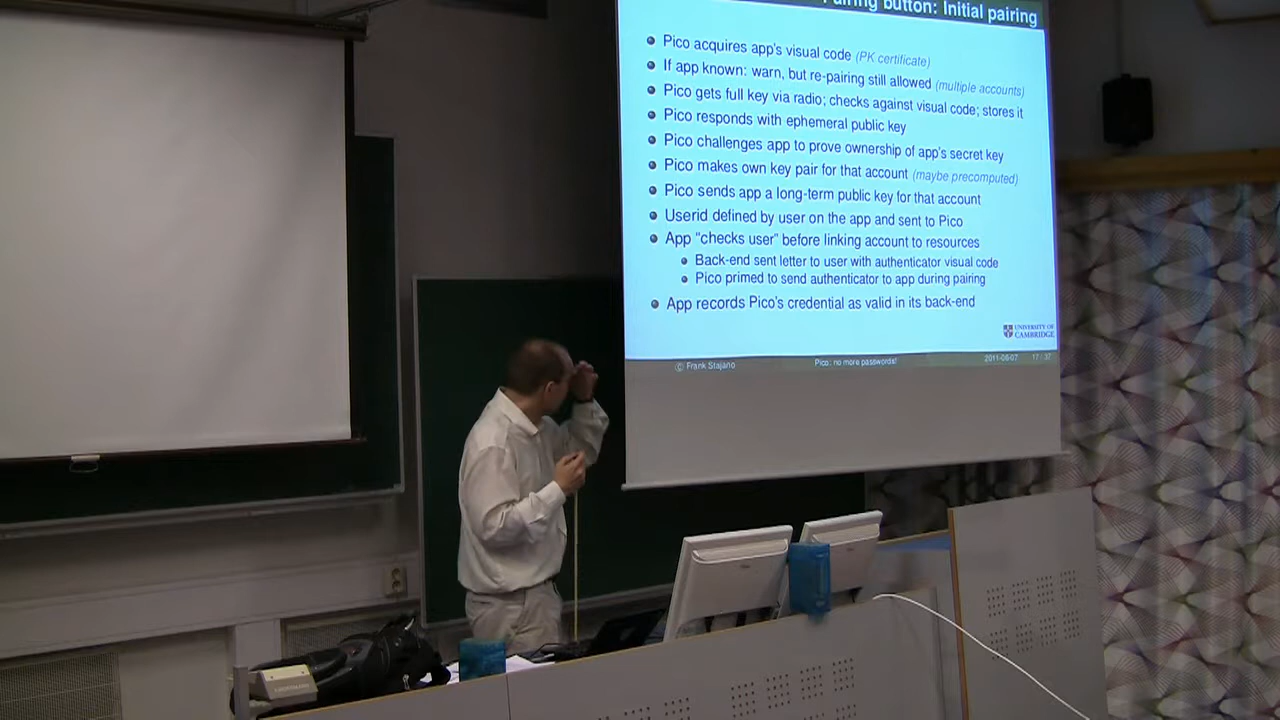 Pairing button: Initial pairing
Pico acquires app's visual code (PK certificate)
If app known: warn, but re-pairing still allowed (multiple accounts)
Pico gets full key via radio; checks against visual code; stores it
Pico responds with ephemeral public key
Pico challenges app to prove ownership of app's secret key
Pico makes own key pair for that account (maybe precomputed)
Pico sends app a long-term public key for that account
Userid defined by user on the app and sent to Pico
App "checks user" before linking account to resources
Back-end sent letter to user with authenticator visual code
Pico primed to send authenticator to app during pairing
App records Pico's credential as valid in its back-end
UNIVERSITY OF
CAMBRIDGE
© Frank Stajano Pico: no more passwords! 2011-06-07 17 / 37